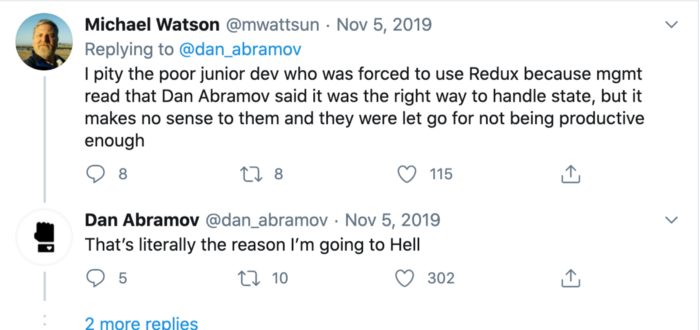 Michael Watson @mwattsun · Nov 5, 2019
Replying to @dan_abramov
I pity the poor junior dev who was forced to use Redux because mgmt
read that Dan Abramov said it was the right way to handle state, but it
makes no sense to them and they were let go for not being productive
enough
8 8 115
Dan Abramov @dan_abramov · Nov 5, 2019
That's literally the reason I'm going to Hell
5 10 302
2 more replies